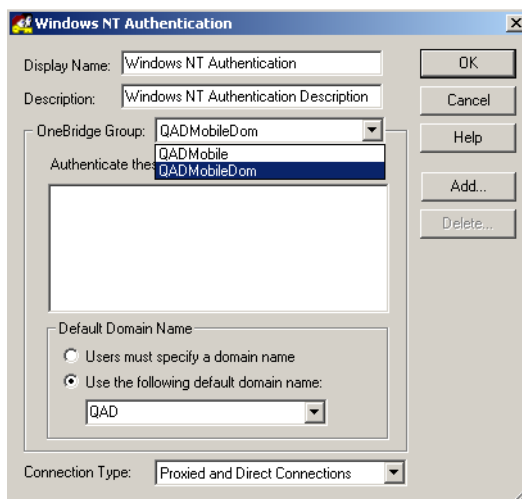 Windows NT Authentication
Display Name: Windows NT Authentication
OK
Description: Windows NT Authentication Description
Cancel
OneBridge Group: QADMobileDom
Help
QADMobile
Authenticate thes
QADMobileDom
Add...
Delete...
Default Domain Name
Users must specify a domain name
Use the following default domain name:
QAD
Connection Type: Proxied and Direct Connections